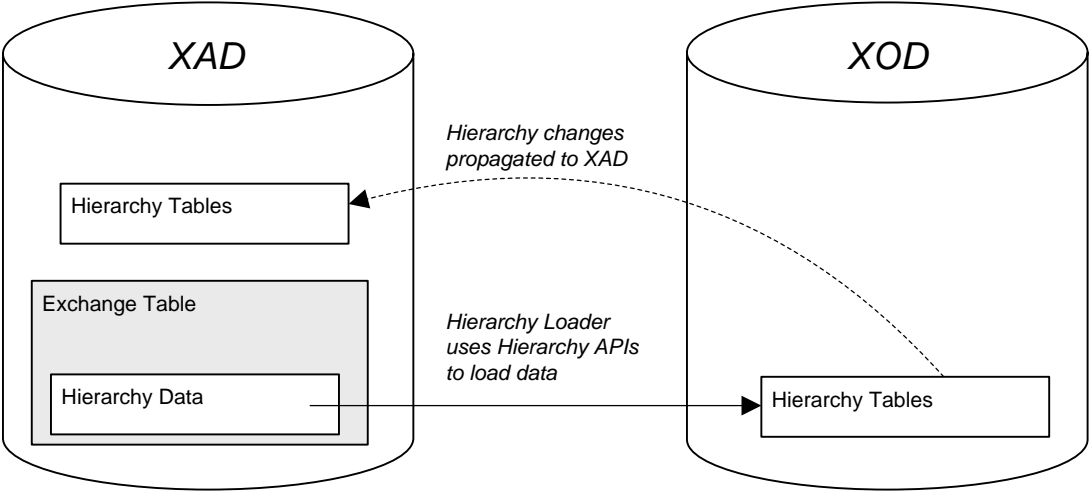 XAD
XOD
Hierarchy changes
propagated to XAD
Hierarchy Tables
Exchange Table
Hierarchy Data
Hierarchy Loader
uses Hierarchy APIs
to load data
Hierarchy Tables